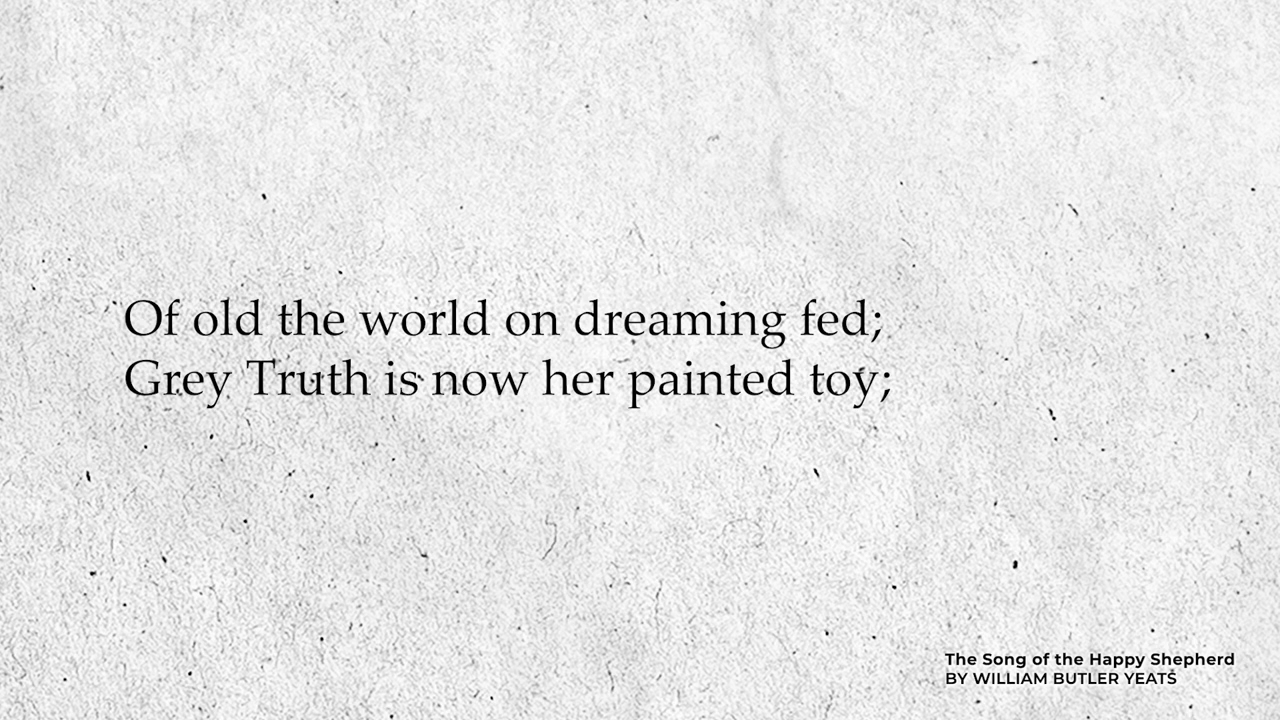 Of old the world on dreaming fed;
Grey Truth is now her painted toy;
The Song of the Happy Shepherd
BY WILLIAM BUTLER YEATS